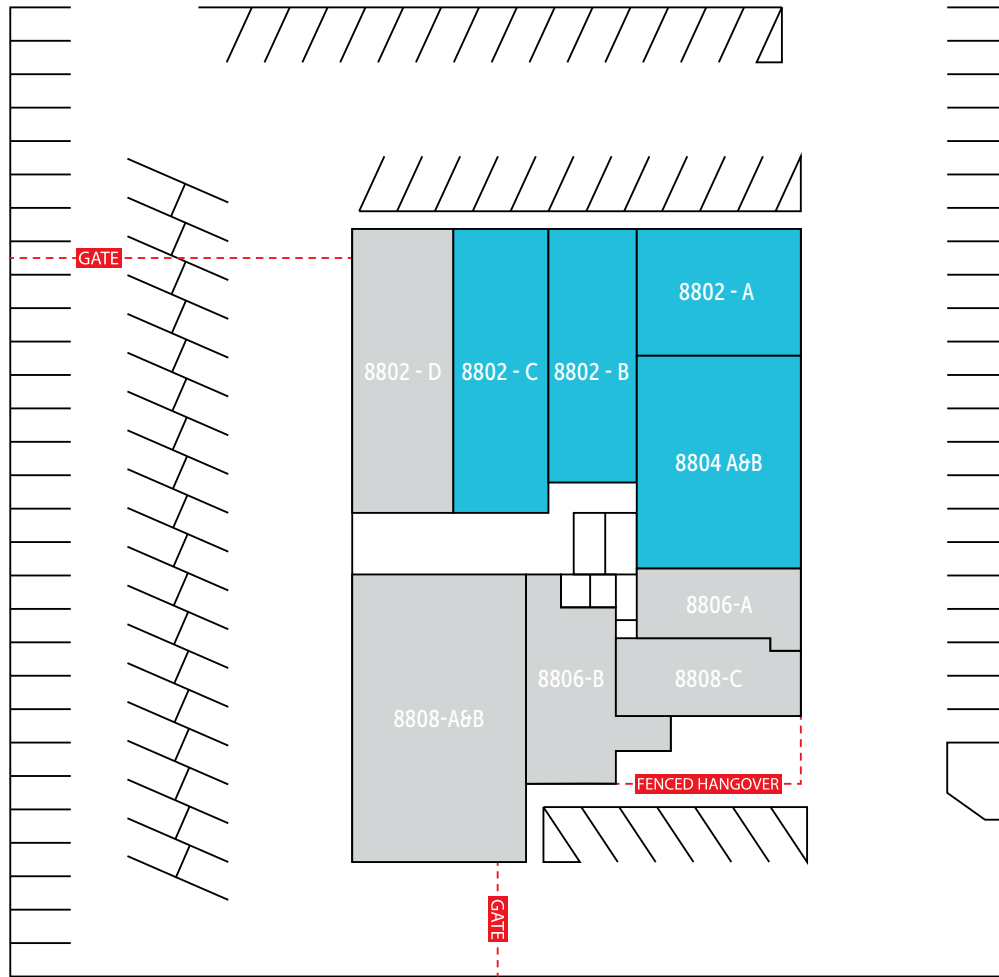 GATE
8802 - A
8802 - D
8802 - C
8802 - B
8804 A&B
8806-A
8806-B
8808-C
8808-A&B
FENCED HANGOVER
GATE